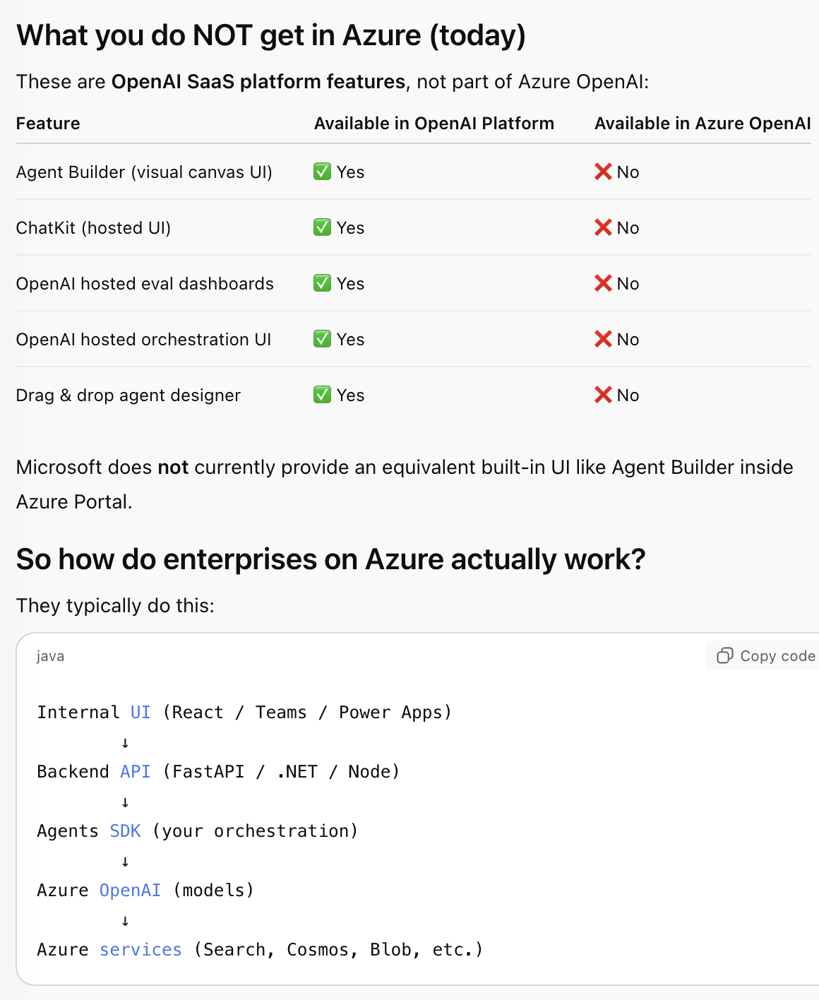 What you do NOT get in Azure (today)
These are OpenAI SaaS platform features, not part of Azure OpenAI:
Feature Available in OpenAI Platform Available in Azure OpenAI
Agent Builder (visual canvas UI) ✅ Yes ❌ No
ChatKit (hosted UI) ✅ Yes ❌ No
OpenAI hosted eval dashboards ✅ Yes ❌ No
OpenAI hosted orchestration UI ✅ Yes ❌ No
Drag & drop agent designer ✅ Yes ❌ No
Microsoft does not currently provide an equivalent built-in UI like Agent Builder inside
Azure Portal.
So how do enterprises on Azure actually work?
They typically do this:
java Copy code
Internal UI (React / Teams / Power Apps)
↓
Backend API (FastAPI / .NET / Node)
↓
Agents SDK (your orchestration)
↓
Azure OpenAI (models)
↓
Azure services (Search, Cosmos, Blob, etc.)